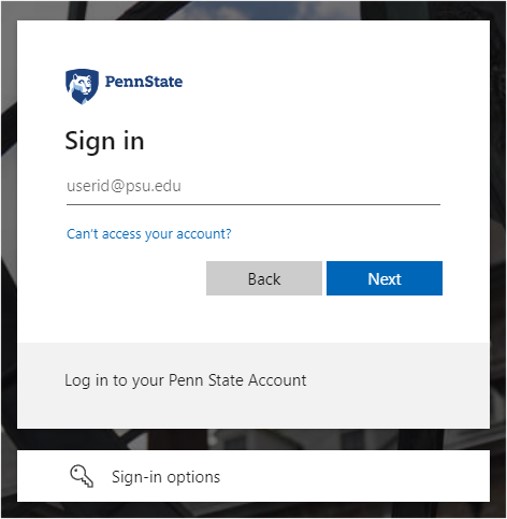 PennState
Sign in
userid@psu.edu
Can't access your account?
Back Next
Log in to your Penn State Account
Sign-in options